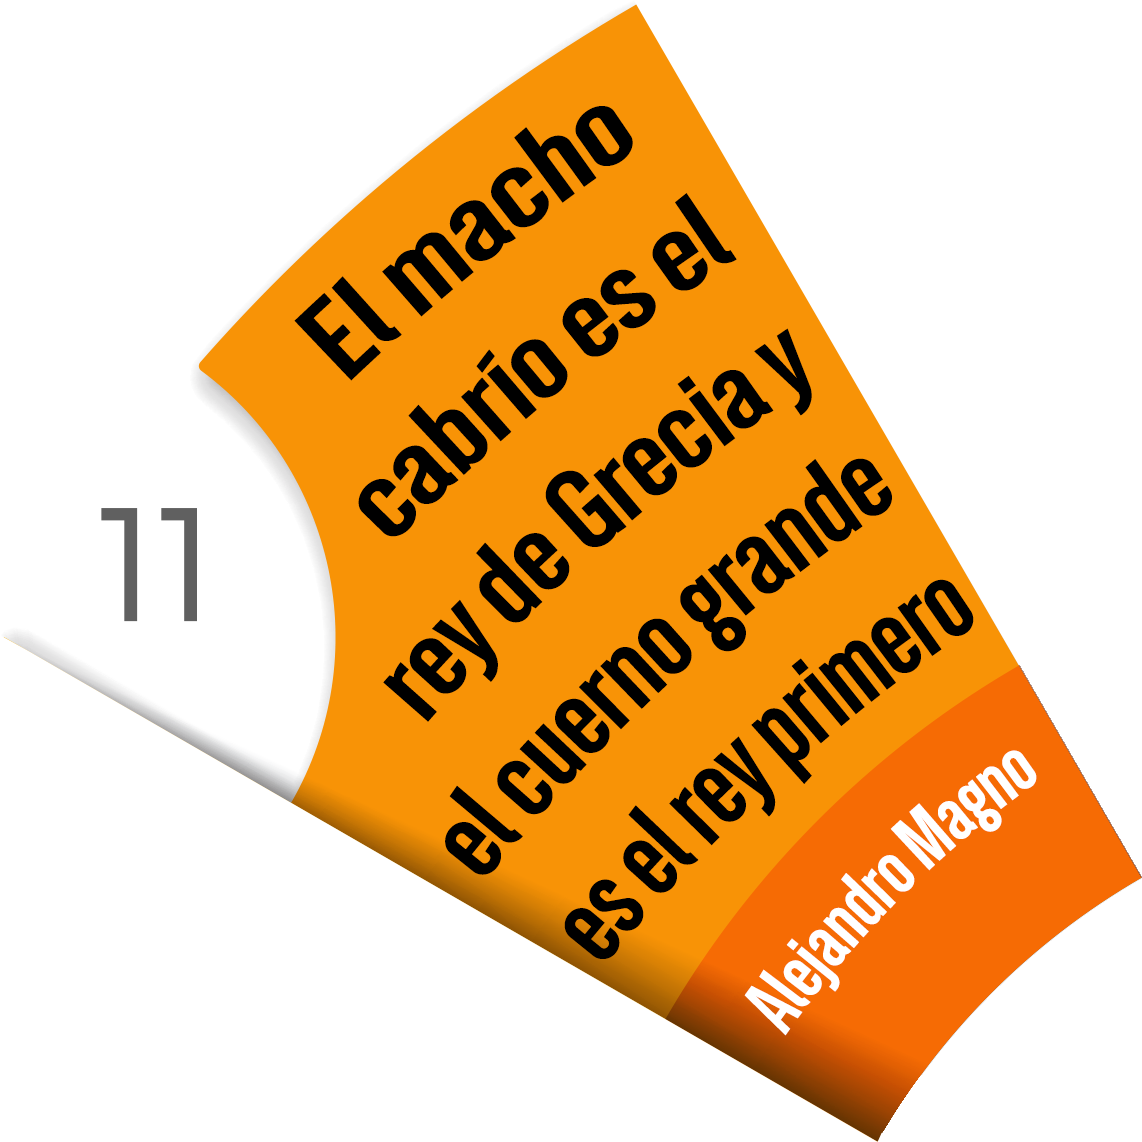 11
El macho
cabrío es el
rey de Grecia y
el cuerno grande
es el rey primero
Alejandro Magno